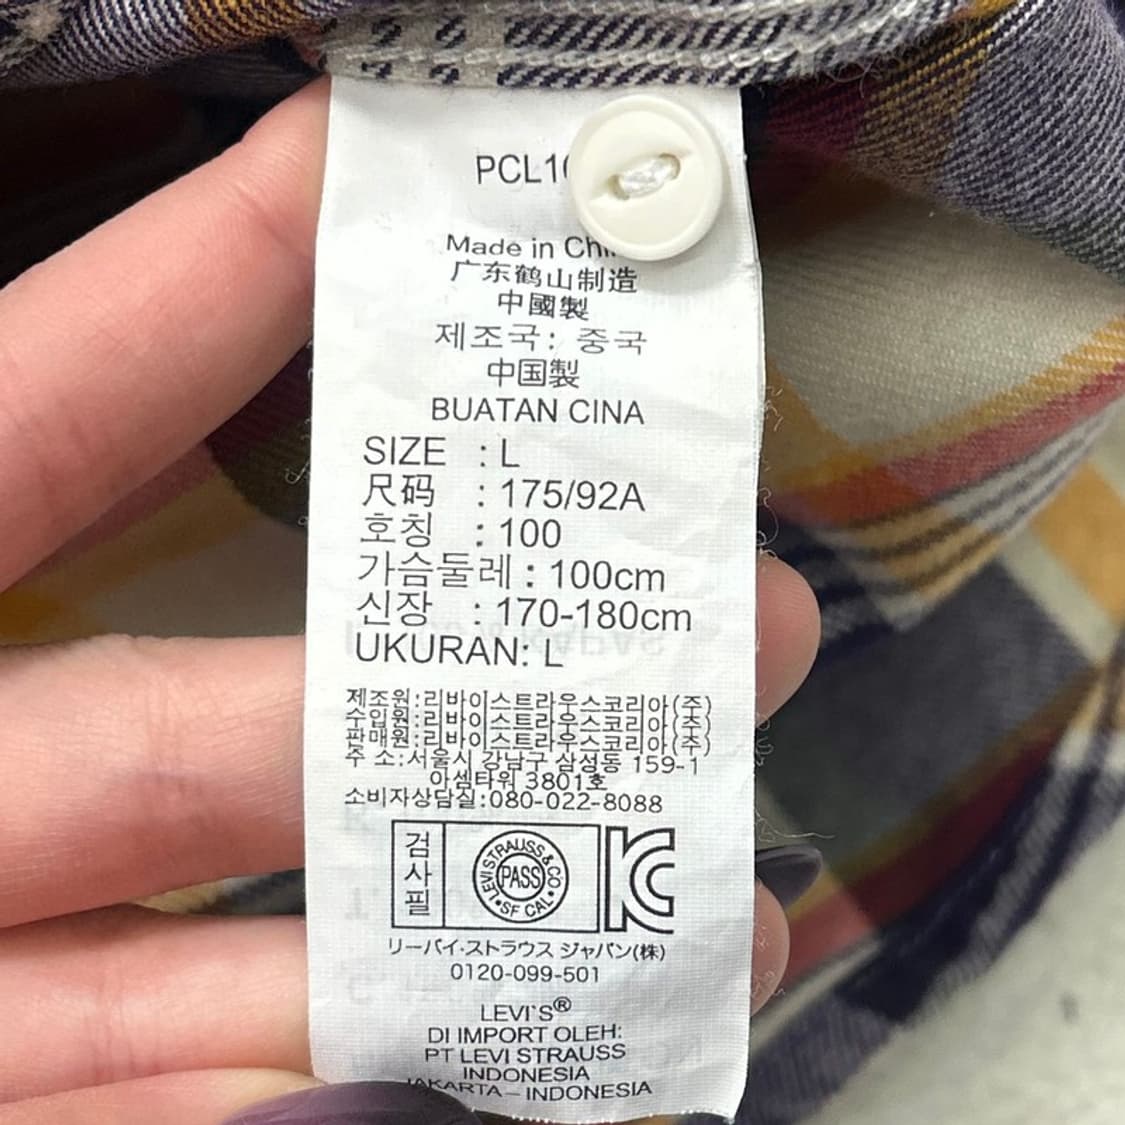 Made in
广东鹤山制造
中國製
제조국: 중국
中国製
BUATAN CINA
SIZE : L
尺码 : 175/92A
호칭 : 100
가슴둘레 : 100cm
신장 : 170-180cm
UKURAN: L
제조원:리바이스트라우스코리아(주)
수입원:리바이스트라우스코리아(주)
판매원:리바이스트라우스코리아(주)
주 소:서울시 강남구 삼성동 159-1
아셈타워 3801호
소비자상담실:080-022-8088
검사필
LEVI STRAUSS & CO
PASS
SF CAL
KC
リーバイ·ストラウス ジャパン(株)
0120-099-501
LEVI'S®
DI IMPORT OLEH:
PT LEVI STRAUSS
INDONESIA
JAKARTA – INDONESIA